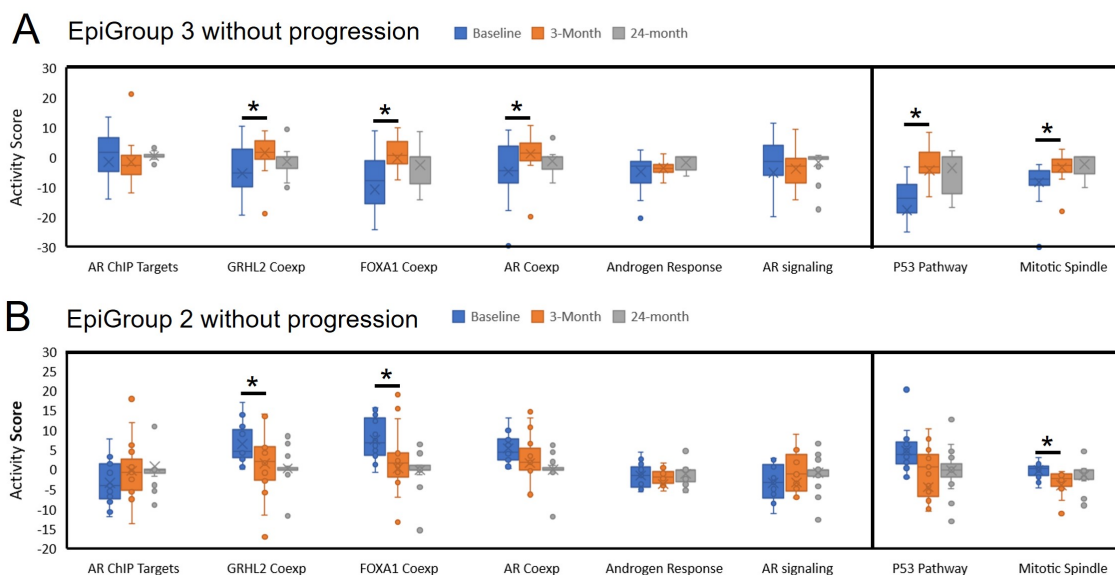 A EpiGroup 3 without progression Baseline 3-Month 24-month
30
20
10
0
-10
-20
-30
Activity Score
* * * * *
AR ChIP Targets GRHL2 Coexp FOXA1 Coexp AR Coexp Androgen Response AR signaling P53 Pathway Mitotic Spindle
B EpiGroup 2 without progression Baseline 3-Month 24-month
30
25
20
15
10
5
0
-5
-10
-15
-20
Activity Score
* * *
AR ChIP Targets GRHL2 Coexp FOXA1 Coexp AR Coexp Androgen Response AR signaling P53 Pathway Mitotic Spindle